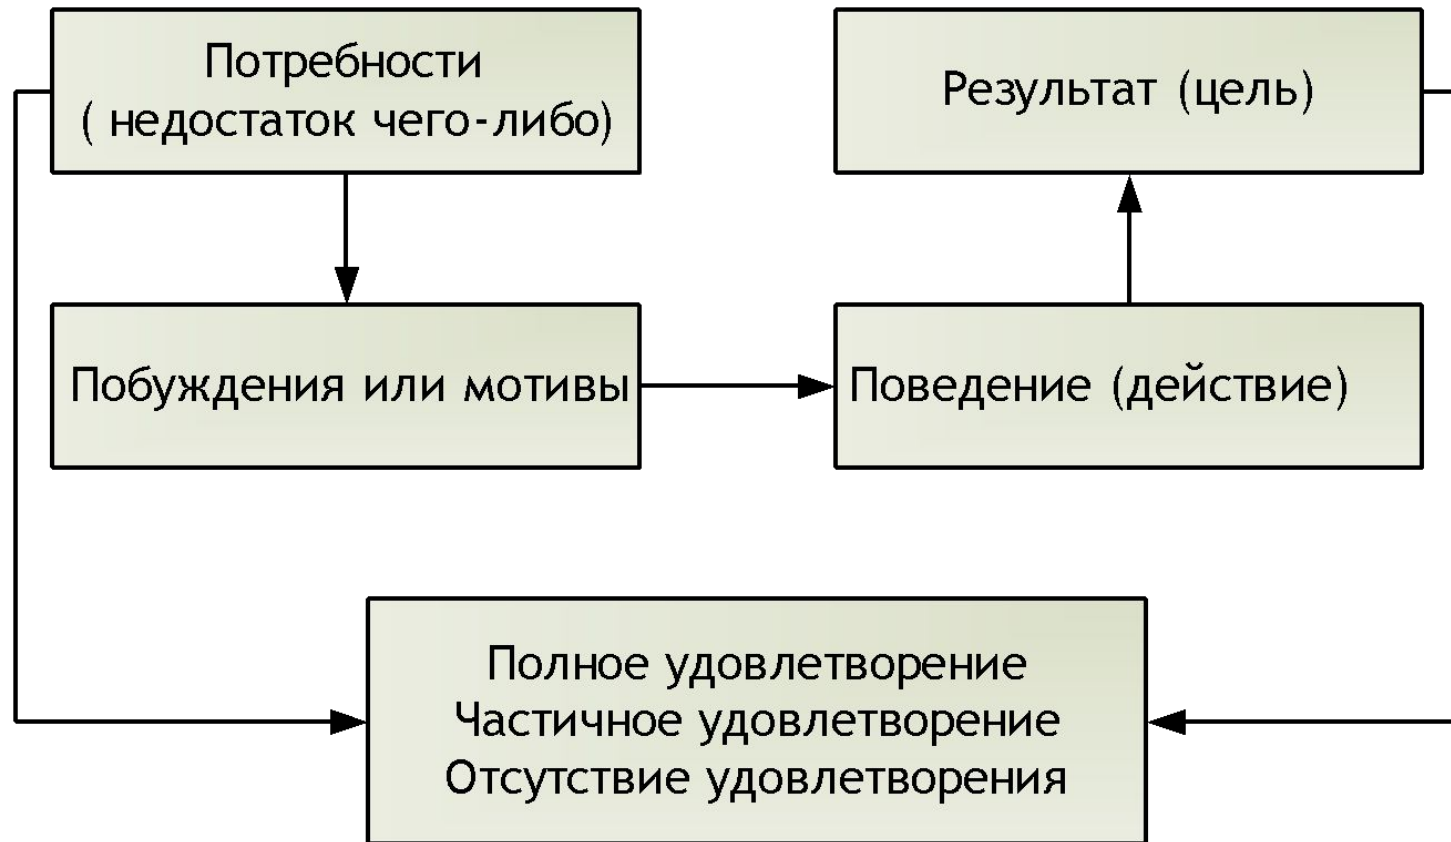 Потребности
( недостаток чего-либо)
Результат (цель)
Побуждения или мотивы
Поведение (действие)
Полное удовлетворение
Частичное удовлетворение
Отсутствие удовлетворения